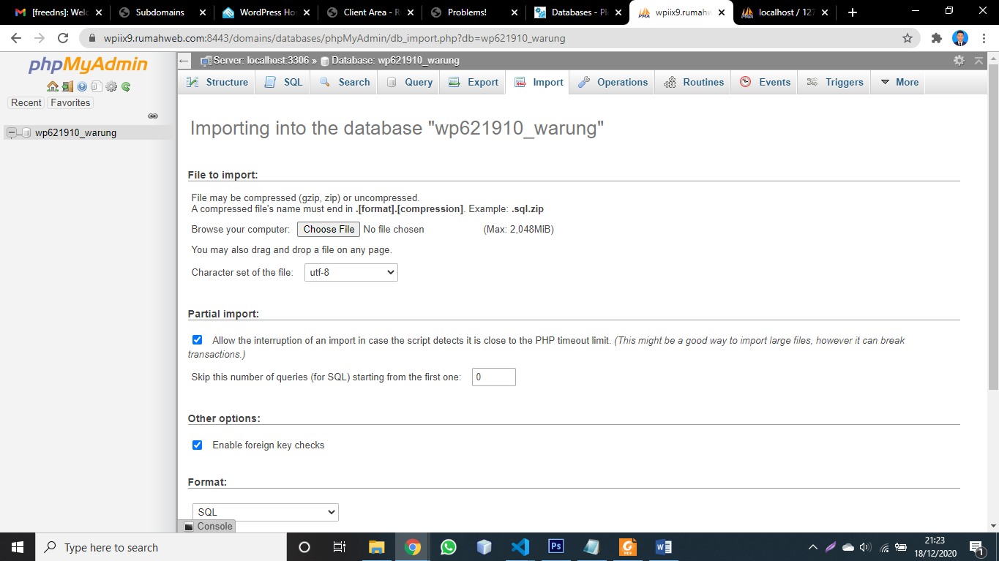 [freedns]: Welc
Subdomains
WordPress Hos
Client Area - R
Problems!
Databases - Pl
wpiix9.rumahw
localhost / 127
wpiix9.rumahweb.com:8443/domains/databases/phpMyAdmin/db_import.php?db=wp621910_warung
phpMyAdmin
Recent Favorites
wp621910_warung
Server: localhost:3306 » Database: wp621910_warung
Structure SQL Search Query Export Import Operations Routines Events Triggers More
Importing into the database "wp621910_warung"
File to import:
File may be compressed (gzip, zip) or uncompressed.
A compressed file's name must end in .[format].[compression]. Example: .sql.zip
Browse your computer: Choose File No file chosen (Max: 2,048MiB)
You may also drag and drop a file on any page.
Character set of the file: utf-8
Partial import:
Allow the interruption of an import in case the script detects it is close to the PHP timeout limit. (This might be a good way to import large files, however it can break
transactions.)
Skip this number of queries (for SQL) starting from the first one: 0
Other options:
Enable foreign key checks
Format:
SQL
Console
Type here to search
Ps
PDF
21:23
18/12/2020
1